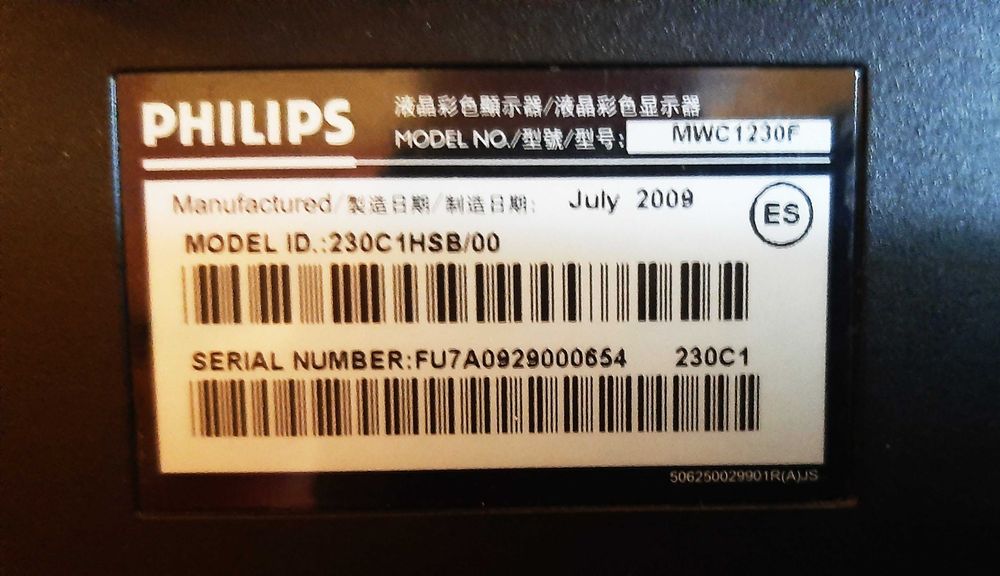 PHILIPS
液晶彩色顯示器/液晶彩色显示器
MODEL NO./型號/型号: MWC1230F
Manufactured/製造日期/制造日期: July 2009
ES
MODEL ID.:230C1HSB/00
SERIAL NUMBER:FU7A0929000654 230C1
506250029901R(A)JS